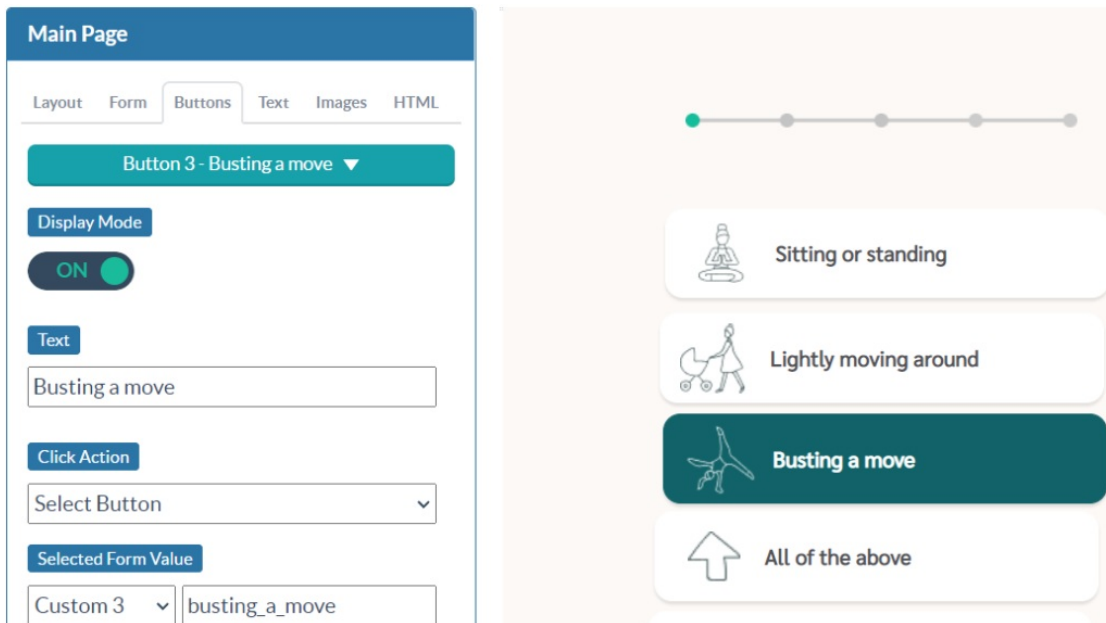 Main Page
Layout Form Buttons Text Images HTML
Button 3 - Busting a move
Display Mode
ON
Text
Busting a move
Click Action
Select Button
Selected Form Value
Custom 3 busting_a_move
Sitting or standing
Lightly moving around
Busting a move
All of the above